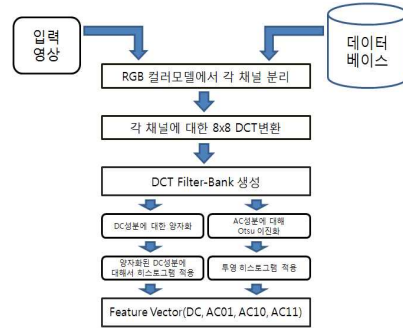 입력
영상
데이터
베이스
RGB 컬러모델에서 각 채널 분리
각 채널에 대한 8x8 DCT변환
DCT Filter-Bank 생성
DC성분에 대한 양자화
AC성분에 대해
Otsu 이진화
양자화된 DC성분에
대해서 히스토그램 적용
투영 히스토그램 적용
Feature Vector(DC, AC01, AC10, AC11)